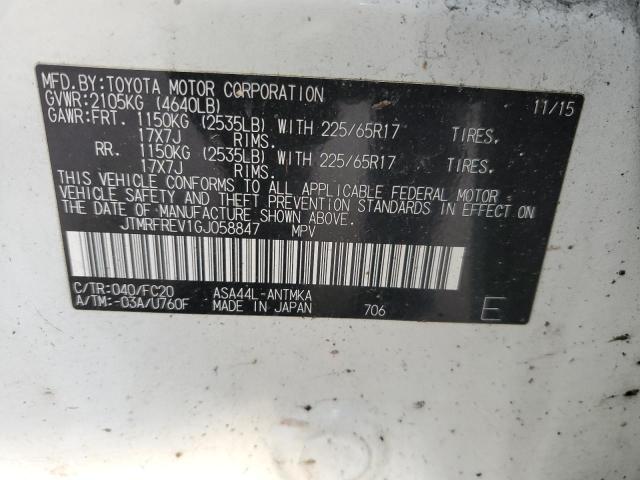 MFD.BY:TOYOTA MOTOR CORPORATION 11/15
GVWR:2105KG (4640LB)
GAWR:FRT. 1150KG (2535LB) WITH 225/65R17 TIRES.
17X7J RIMS.
RR. 1150KG (2535LB) WITH 225/65R17 TIRES.
17X7J RIMS.
THIS VEHICLE CONFORMS TO ALL APPLICABLE FEDERAL MOTOR
VEHICLE SAFETY AND THEFT PREVENTION STANDARDS IN EFFECT ON
THE DATE OF MANUFACTURE SHOWN ABOVE.
JTMRFREV1GJ058847 MPV
C/TR:040/FC20 ASA44L-ANTMKA
A/TM:-03A/U760F MADE IN JAPAN 706 E